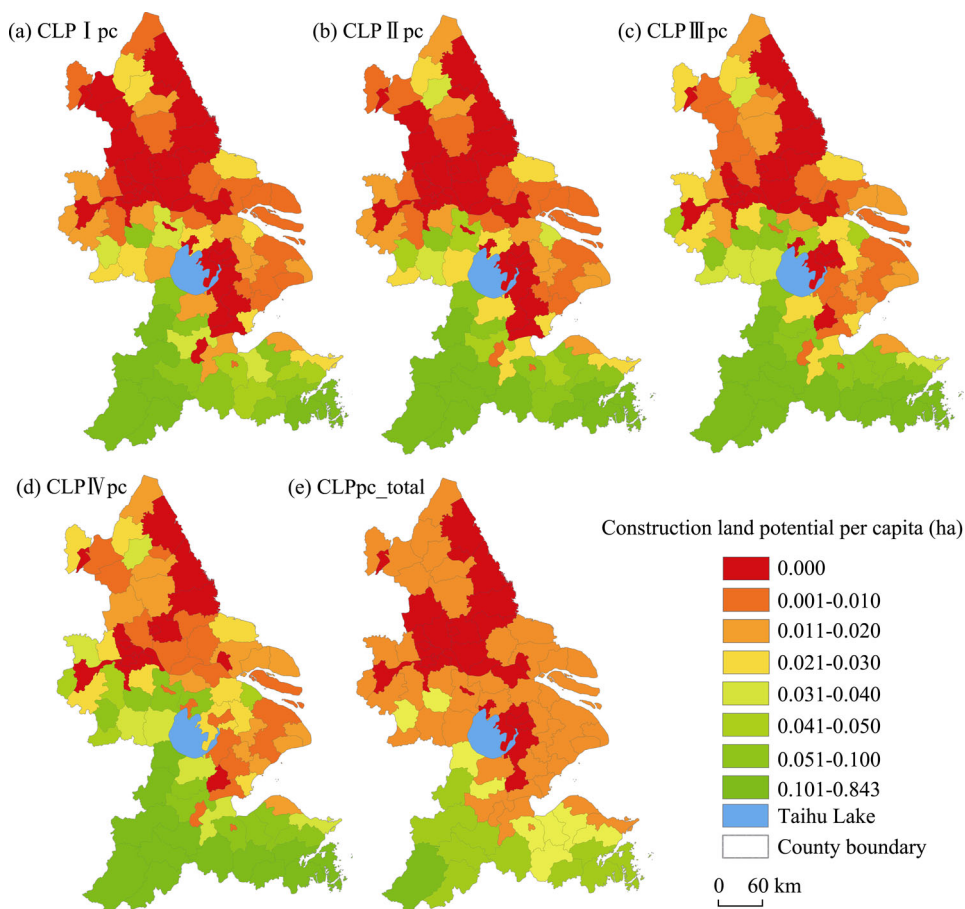 (a) CLP Ⅰ pc
(b) CLP Ⅱ pc
(c) CLP Ⅲ pc
(d) CLP Ⅳ pc
(e) CLPpc_total
Construction land potential per capita (ha)
0.000
0.001-0.010
0.011-0.020
0.021-0.030
0.031-0.040
0.041-0.050
0.051-0.100
0.101-0.843
Taihu Lake
County boundary
0 60 km